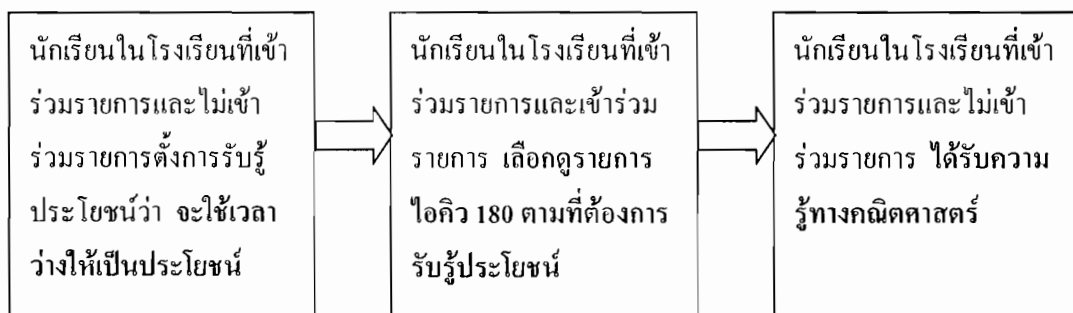 นักเรียนในโรงเรียนที่เข้า
ร่วมรายการและไม่เข้า
ร่วมรายการตั้งการรับรู้
ประโยชน์ว่า จะใช้เวลา
ว่างให้เป็นประโยชน์
นักเรียนในโรงเรียนที่เข้า
ร่วมรายการและเข้าร่วม
รายการ เลือกดูรายการ
ไอคิว 180 ตามที่ต้องการ
รับรู้ประโยชน์
นักเรียนในโรงเรียนที่เข้า
ร่วมรายการและไม่เข้า
ร่วมรายการ ได้รับความ
รู้ทางคณิตศาสตร์